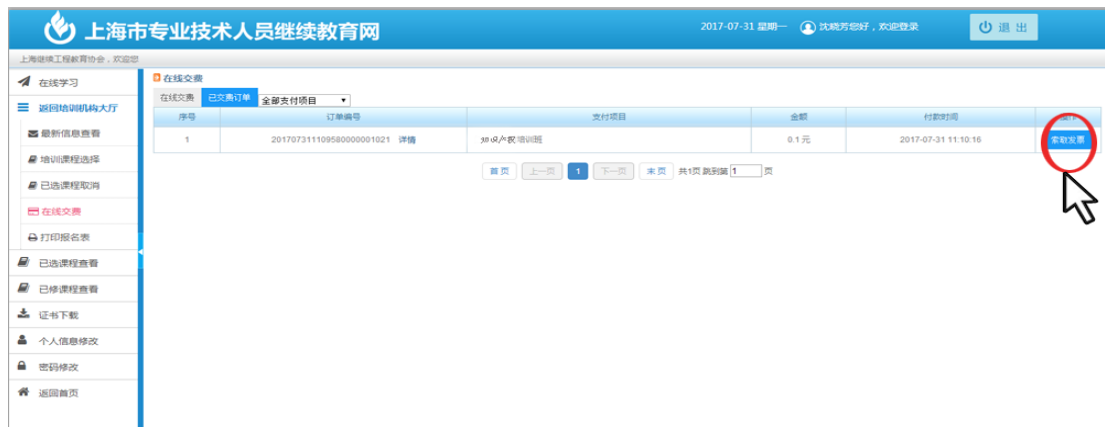 上海市专业技术人员继续教育网
2017-07-31 星期一 沈晓芳您好,欢迎登录 退 出
上海继续工程教育协会,欢迎您
在线学习
返回培训机构大厅
最新信息查看
培训课程选择
已选课程取消
在线交费
打印报名表
已选课程查看
已修课程查看
证书下载
个人信息修改
密码修改
返回首页
在线交费
在线交费 已交费订单 全部支付项目
序号 订单编号 支付项目 金额 付款时间 操作
1 201707311109580000001021 详情 知识产权培训班 0.1元 2017-07-31 11:10:16 索取发票
首页 上一页 1 下一页 末页 共1页 跳到第 1 页